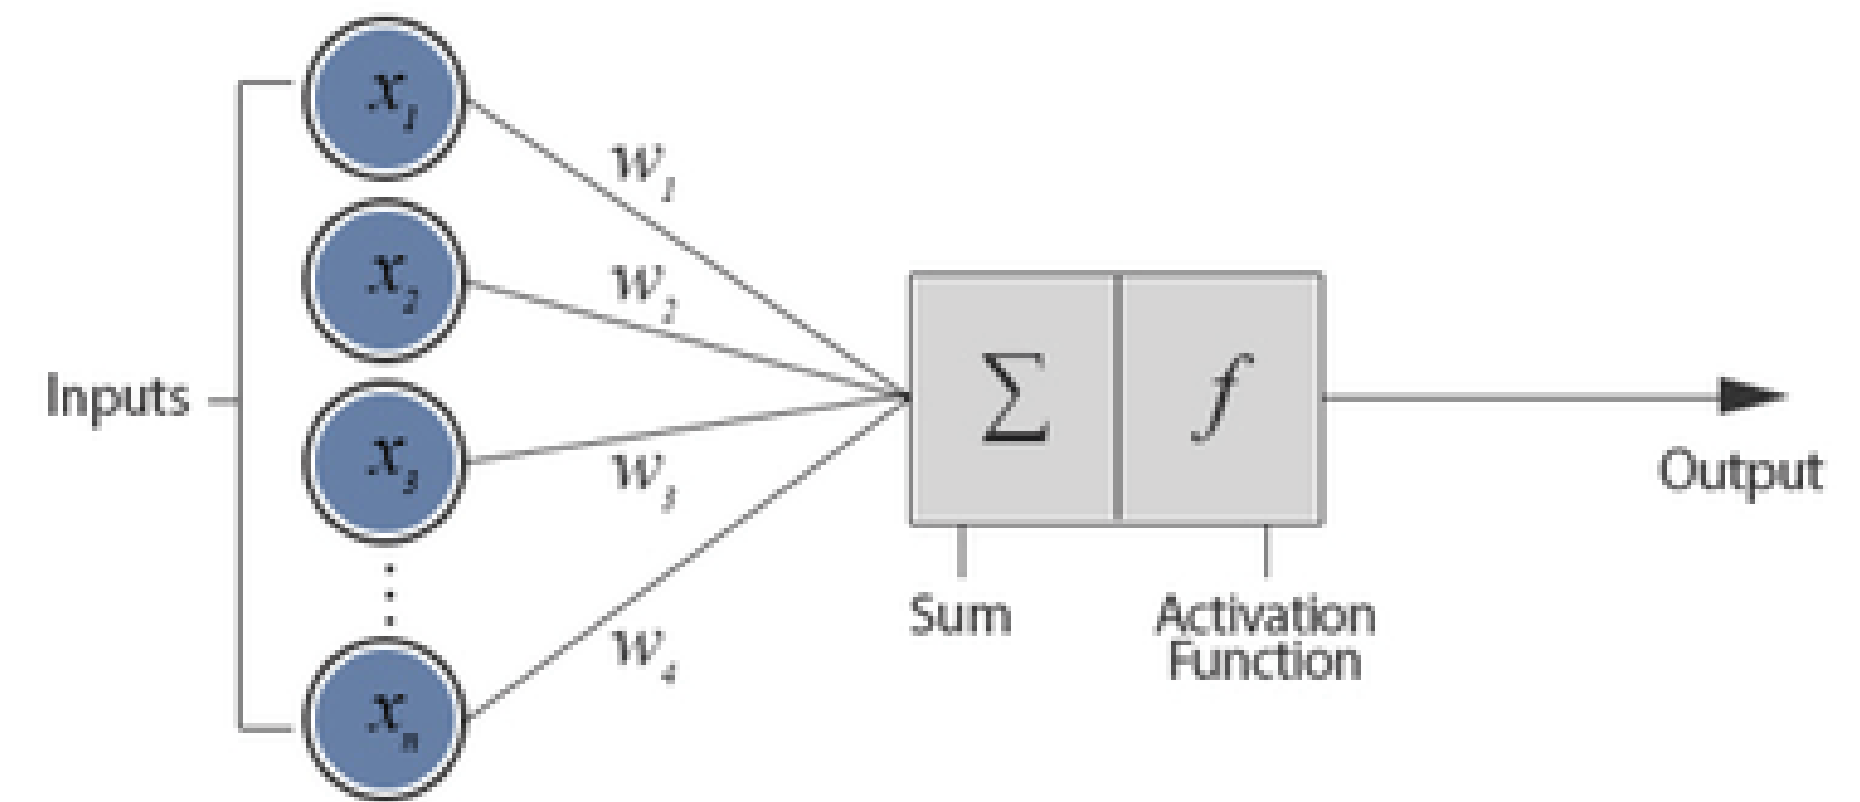 x₁
w₁
x₂
w₂
Inputs
x₃
w₃
Σ
f
Output
Sum
Activation
Function
w₄
xₙ